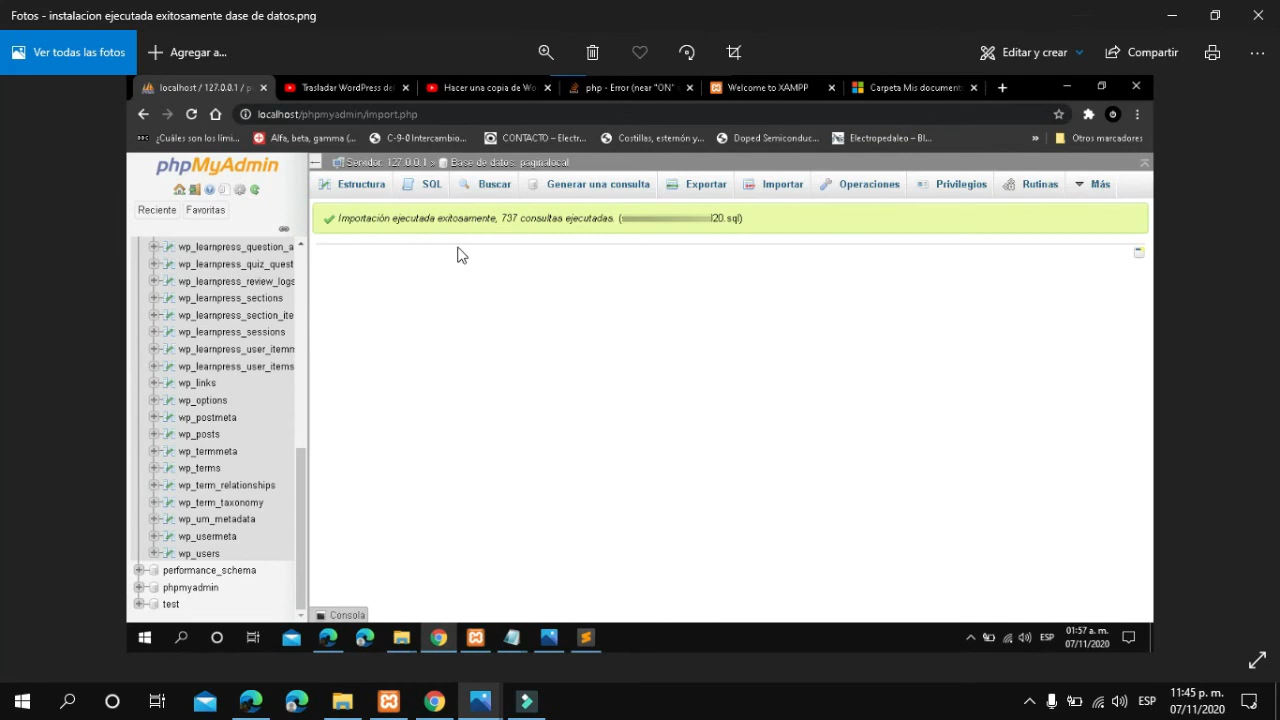 Fotos - instalacion ejecutada exitosamente dase de datos.png
Ver todas las fotos
Agregar a...
Editar y crear
Compartir
localhost / 127.0.0.1 / p
Trasladar WordPress de
Hacer una copia de Wo
php - Error (near "ON"
Welcome to XAMPP
Carpeta Mis document
localhost/phpmyadmin/import.php
¿Cuáles son los lími...
Alfa, beta, gamma (...
C-9-0 Intercambio...
CONTACTO – Electr...
Costillas, esternón y...
Doped Semiconduc...
Electropedaleo – Bl...
Otros marcadores
phpMyAdmin
Servidor: 127.0.0.1 » Base de datos: paginalocal
Estructura
SQL
Buscar
Generar una consulta
Exportar
Importar
Operaciones
Privilegios
Rutinas
Más
Reciente
Favoritas
Importación ejecutada exitosamente, 737 consultas ejecutadas. (
l20.sql)
wp_learnpress_question_a
wp_learnpress_quiz_quest
wp_learnpress_review_logs
wp_learnpress_sections
wp_learnpress_section_ite
wp_learnpress_sessions
wp_learnpress_user_itemm
wp_learnpress_user_items
wp_links
wp_options
wp_postmeta
wp_posts
wp_termmeta
wp_terms
wp_term_relationships
wp_term_taxonomy
wp_um_metadata
wp_usermeta
wp_users
performance_schema
phpmyadmin
test
Consola
ESP
01:57 a. m.
07/11/2020
ESP
11:45 p. m.
07/11/2020